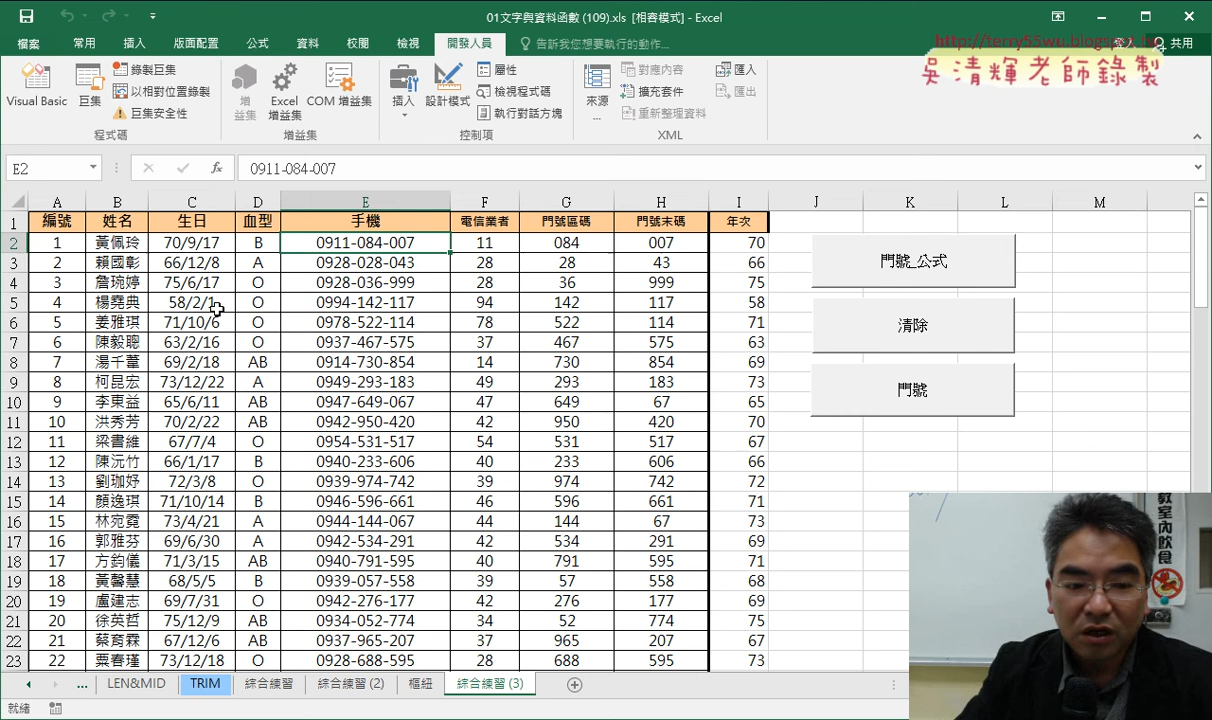 01文字與資料函數 (109).xls [相容模式] - Excel
檔案 常用 插入 版面配置 公式 資料 校閱 檢視 開發人員 告訴我您想要執行的動作... 登入 共用
http://terry55wu.blogspot.tw
吳清輝老師錄製
Visual Basic 巨集 錄製巨集 以相對位置錄製 巨集安全性
增益集 Excel 增益集 COM 增益集
插入 設計模式 屬性 檢視程式碼 執行對話方塊
來源... 對應內容 擴充套件 重新整理資料 匯入 匯出
程式碼 增益集 控制項 XML
E2 fx 0911-084-007
A B C D E F G H I J K L M
1 編號 姓名 生日 血型 手機 電信業者 門號區碼 門號末碼 年次
2 1 黃佩玲 70/9/17 B 0911-084-007 11 084 007 70
3 2 賴國彰 66/12/8 A 0928-028-043 28 28 43 66
4 3 詹琬婷 75/6/17 O 0928-036-999 28 36 999 75
5 4 楊堯典 58/2/1 O 0994-142-117 94 142 117 58
6 5 姜雅琪 71/10/6 O 0978-522-114 78 522 114 71
7 6 陳毅聰 63/2/16 O 0937-467-575 37 467 575 63
8 7 湯千薰 69/2/18 AB 0914-730-854 14 730 854 69
9 8 柯昆宏 73/12/22 A 0949-293-183 49 293 183 73
10 9 李東益 65/6/11 AB 0947-649-067 47 649 67 65
11 10 洪秀芳 70/2/22 AB 0942-950-420 42 950 420 70
12 11 梁書維 67/7/4 O 0954-531-517 54 531 517 67
13 12 陳沅竹 66/1/17 B 0940-233-606 40 233 606 66
14 13 劉珈妤 72/3/8 O 0939-974-742 39 974 742 72
15 14 顏逸琪 71/10/14 B 0946-596-661 46 596 661 71
16 15 林宛霓 73/4/21 A 0944-144-067 44 144 67 73
17 16 郭雅芬 69/6/30 A 0942-534-291 42 534 291 69
18 17 方鈞儀 71/3/15 AB 0940-791-595 40 791 595 71
19 18 黃馨慧 68/5/5 B 0939-057-558 39 57 558 68
20 19 盧建志 69/7/31 O 0942-276-177 42 276 177 69
21 20 徐英哲 75/12/9 AB 0934-052-774 34 52 774 75
22 21 蔡育霖 67/12/6 AB 0937-965-207 37 965 207 67
23 22 粟春瑾 73/12/18 O 0928-688-595 28 688 595 73
門號_公式
清除
門號
教室內飲食
... LEN&MID TRIM 綜合練習 綜合練習 (2) 樞紐 綜合練習 (3)
就緒